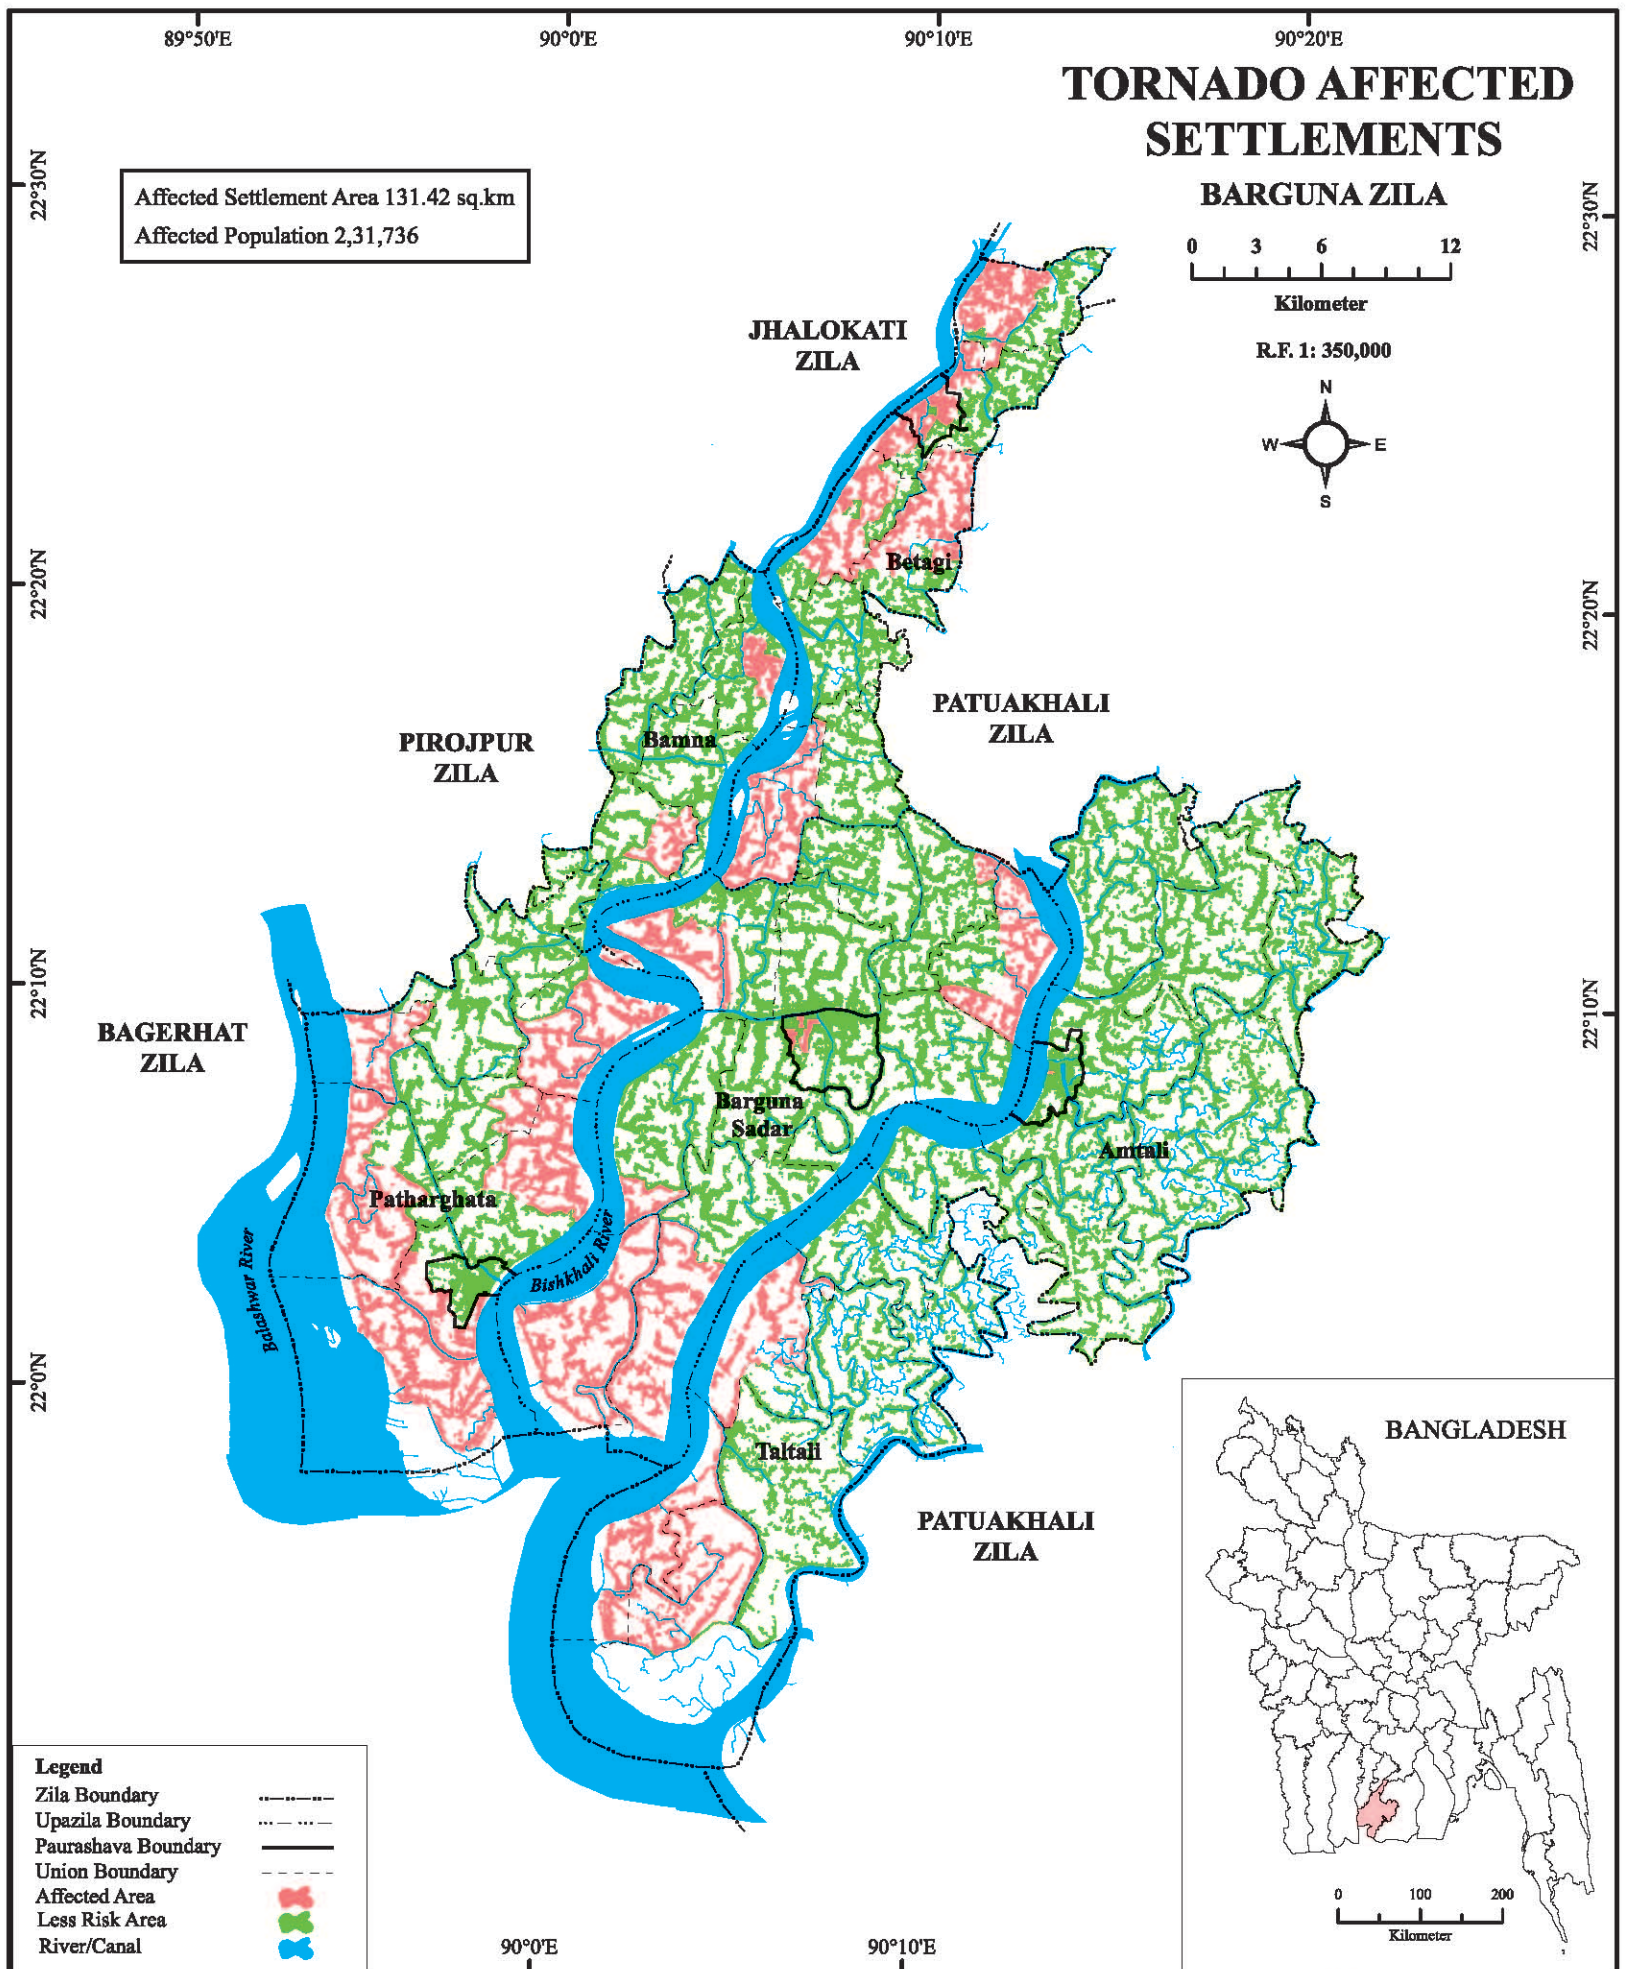 89°50'E
90°0'E
90°10'E
90°20'E
TORNADO AFFECTED
SETTLEMENTS
BARGUNA ZILA
0 3 6 12
Kilometer
R.F. 1: 350,000
N
W E
S
22°30'N
22°30'N
Affected Settlement Area 131.42 sq.km
Affected Population 2,31,736
JHALOKATI
ZILA
Betagi
22°20'N
22°20'N
PATUAKHALI
ZILA
PIROJPUR
ZILA
Bamna
22°10'N
22°10'N
BAGERHAT
ZILA
Barguna
Sadar
Amtali
Patharghata
Balashwar River
Bishkhali River
22°0'N
Taltali
PATUAKHALI
ZILA
BANGLADESH
0 100 200
Kilometer
Legend
Zila Boundary
Upazila Boundary
Paurashava Boundary
Union Boundary
Affected Area
Less Risk Area
River/Canal
90°0'E
90°10'E